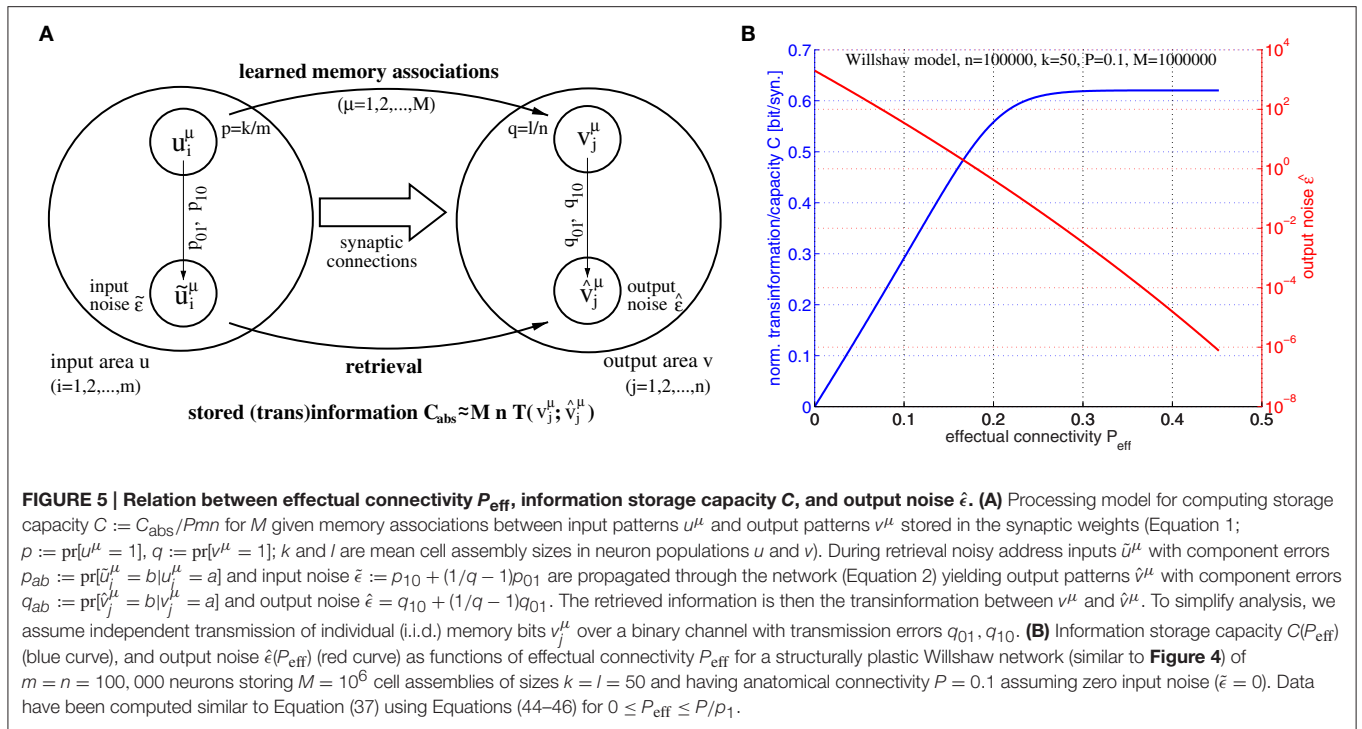 A
learned memory associations
(μ=1,2,...,M)
p=k/m
q=l/n
u_i^μ
v_j^μ
p_01, p_10
q_01, q_10
synaptic
connections
input
noise ε̃
ũ_i^μ
v̂_j^μ
output
noise ε̂
retrieval
input area u
(i=1,2,...,m)
output area v
(j=1,2,...,n)
stored (trans)information C_abs≈M n T(v_j^μ; v̂_j^μ)
B
Willshaw model, n=100000, k=50, P=0.1, M=1000000
norm. transinformation/capacity C [bit/syn.]
0.7
0.6
0.5
0.4
0.3
0.2
0.1
0
0
0.1
0.2
0.3
0.4
0.5
effectual connectivity P_eff
10^4
10^2
10^0
10^-2
10^-4
10^-6
10^-8
output noise ε̂
FIGURE 5 | Relation between effectual connectivity P_eff, information storage capacity C, and output noise ε̂. (A) Processing model for computing storage
capacity C := C_abs/Pmn for M given memory associations between input patterns u^μ and output patterns v^μ stored in the synaptic weights (Equation 1;
p := pr[u^μ = 1], q := pr[v^μ = 1]; k and l are mean cell assembly sizes in neuron populations u and v). During retrieval noisy address inputs ũ^μ with component errors
p_ab := pr[ũ_j^μ = b|u_j^μ = a] and input noise ε̃ := p_10 + (1/q − 1)p_01 are propagated through the network (Equation 2) yielding output patterns v̂^μ with component errors
q_ab := pr[v̂_j^μ = b|v_j^μ = a] and output noise ε̂ = q_10 + (1/q − 1)q_01. The retrieved information is then the transinformation between v^μ and v̂^μ. To simplify analysis, we
assume independent transmission of individual (i.i.d.) memory bits v_j^μ over a binary channel with transmission errors q_01, q_10. (B) Information storage capacity C(P_eff)
(blue curve), and output noise ε̂(P_eff) (red curve) as functions of effectual connectivity P_eff for a structurally plastic Willshaw network (similar to Figure 4) of
m = n = 100, 000 neurons storing M = 10^6 cell assemblies of sizes k = l = 50 and having anatomical connectivity P = 0.1 assuming zero input noise (ε̃ = 0). Data
have been computed similar to Equation (37) using Equations (44–46) for 0 ≤ P_eff ≤ P/p_1.